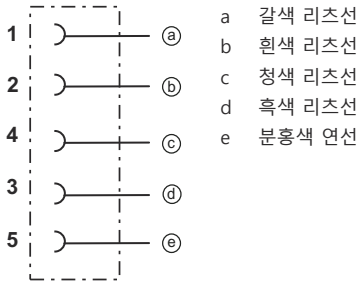 1 ⓐ
2 ⓑ
4 ⓒ
3 ⓓ
5 ⓔ
a 갈색 리츠선
b 흰색 리츠선
c 청색 리츠선
d 흑색 리츠선
e 분홍색 연선